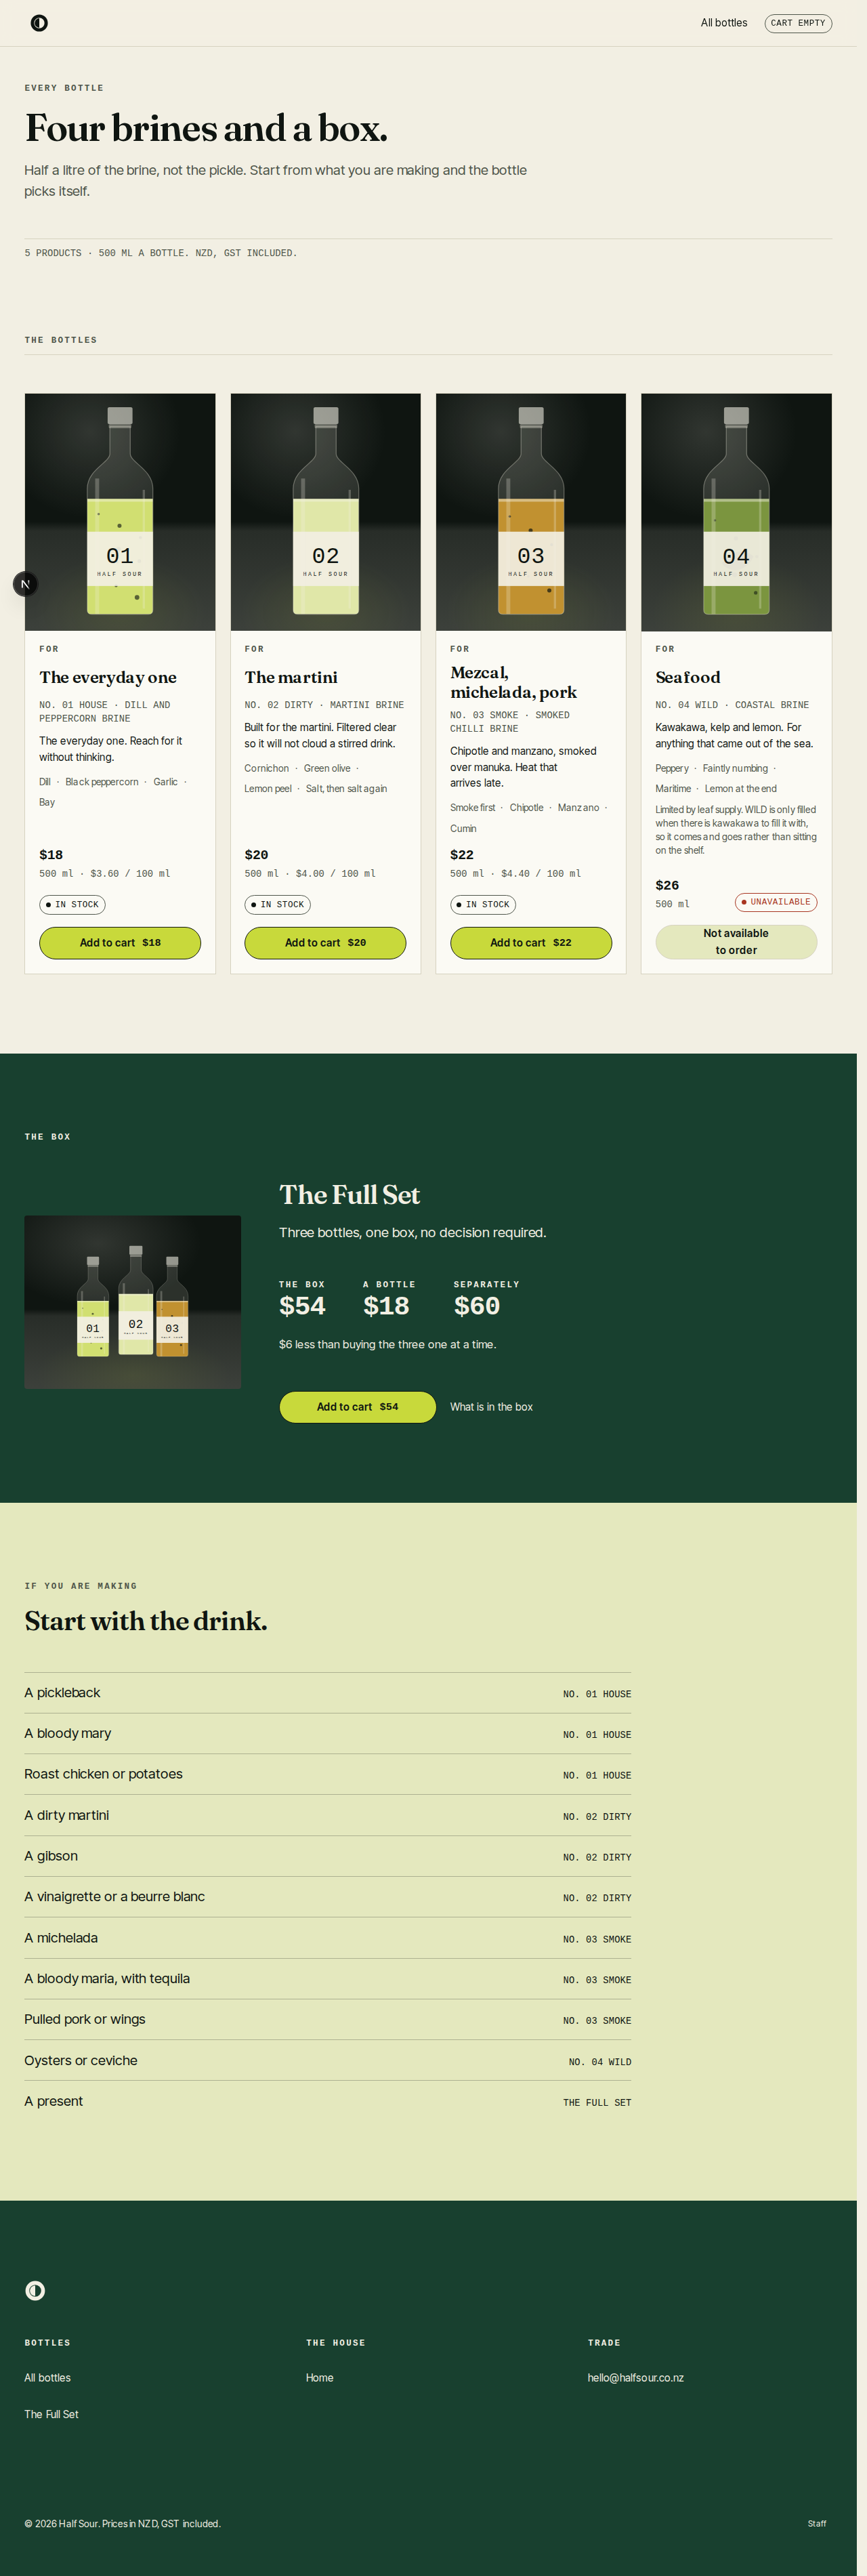 All bottles
CART EMPTY
EVERY BOTTLE
Four brines and a box.
Half a litre of the brine, not the pickle. Start from what you are making and the bottle
picks itself.
5 PRODUCTS · 500 ML A BOTTLE. NZD, GST INCLUDED.
THE BOTTLES
01
HALF SOUR
02
HALF SOUR
03
HALF SOUR
04
HALF SOUR
N
FOR
The everyday one
NO. 01 HOUSE · DILL AND
PEPPERCORN BRINE
The everyday one. Reach for it
without thinking.
Dill · Black peppercorn · Garlic ·
Bay
$18
500 ml · $3.60 / 100 ml
IN STOCK
Add to cart $18
FOR
The martini
NO. 02 DIRTY · MARTINI BRINE
Built for the martini. Filtered clear
so it will not cloud a stirred drink.
Cornichon · Green olive ·
Lemon peel · Salt, then salt again
$20
500 ml · $4.00 / 100 ml
IN STOCK
Add to cart $20
FOR
Mezcal,
michelada, pork
NO. 03 SMOKE · SMOKED
CHILLI BRINE
Chipotle and manzano, smoked
over manuka. Heat that
arrives late.
Smoke first · Chipotle · Manzano ·
Cumin
$22
500 ml · $4.40 / 100 ml
IN STOCK
Add to cart $22
FOR
Seafood
NO. 04 WILD · COASTAL BRINE
Kawakawa, kelp and lemon. For
anything that came out of the sea.
Peppery · Faintly numbing ·
Maritime · Lemon at the end
Limited by leaf supply. WILD is only filled
when there is kawakawa to fill it with,
so it comes and goes rather than sitting
on the shelf.
$26
500 ml
UNAVAILABLE
Not available
to order
THE BOX
01
02
03
The Full Set
Three bottles, one box, no decision required.
THE BOX
$54
A BOTTLE
$18
SEPARATELY
$60
$6 less than buying the three one at a time.
Add to cart $54
What is in the box
IF YOU ARE MAKING
Start with the drink.
A pickleback
NO. 01 HOUSE
A bloody mary
NO. 01 HOUSE
Roast chicken or potatoes
NO. 01 HOUSE
A dirty martini
NO. 02 DIRTY
A gibson
NO. 02 DIRTY
A vinaigrette or a beurre blanc
NO. 02 DIRTY
A michelada
NO. 03 SMOKE
A bloody maria, with tequila
NO. 03 SMOKE
Pulled pork or wings
NO. 03 SMOKE
Oysters or ceviche
NO. 04 WILD
A present
THE FULL SET
BOTTLES
All bottles
The Full Set
THE HOUSE
Home
TRADE
hello@halfsour.co.nz
© 2026 Half Sour. Prices in NZD, GST included.
Staff